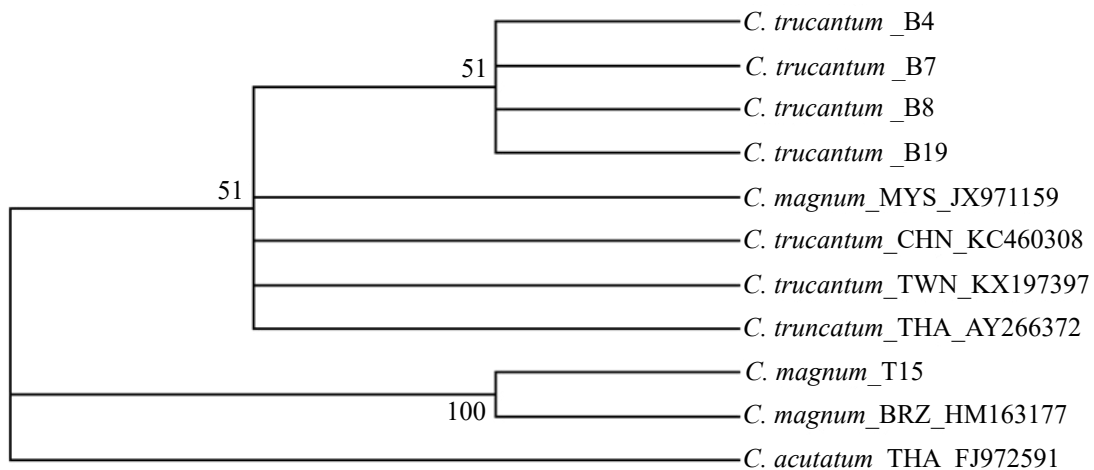 C. trucantum _B4
51
C. trucantum _B7
C. trucantum _B8
C. trucantum _B19
51
C. magnum_MYS_JX971159
C. trucantum_CHN_KC460308
C. trucantum_TWN_KX197397
C. truncatum_THA_AY266372
C. magnum_T15
100
C. magnum_BRZ_HM163177
C. acutatum_THA_FJ972591